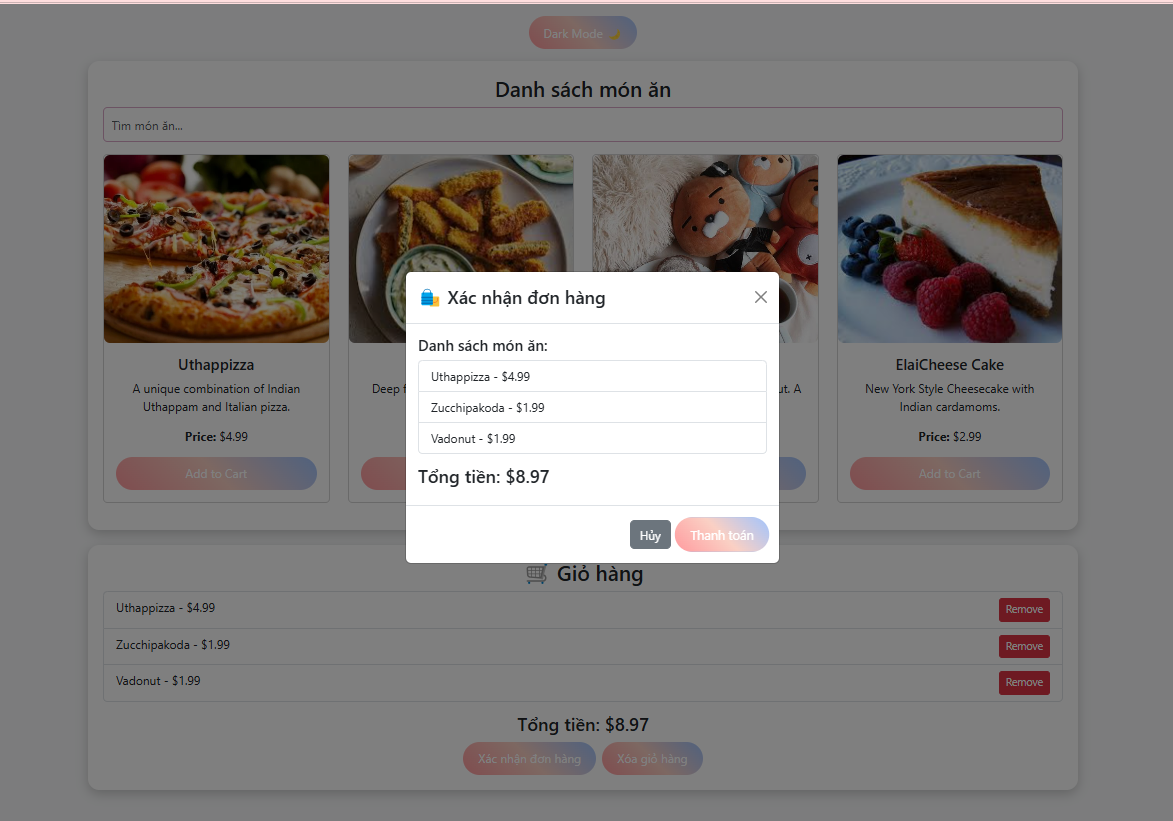 Dark Mode 🌙
Danh sách món ăn
Tìm món ăn...
Uthappizza
A unique combination of Indian
Uthappam and Italian pizza.
Price: $4.99
Add to Cart
Deep
ut. A
ElaiCheese Cake
New York Style Cheesecake with
Indian cardamoms.
Price: $2.99
Add to Cart
🛍️ Xác nhận đơn hàng
Danh sách món ăn:
Uthappizza - $4.99
Zucchipakoda - $1.99
Vadonut - $1.99
Tổng tiền: $8.97
Hủy
Thanh toán
🛒 Giỏ hàng
Uthappizza - $4.99
Remove
Zucchipakoda - $1.99
Remove
Vadonut - $1.99
Remove
Tổng tiền: $8.97
Xác nhận đơn hàng
Xóa giỏ hàng